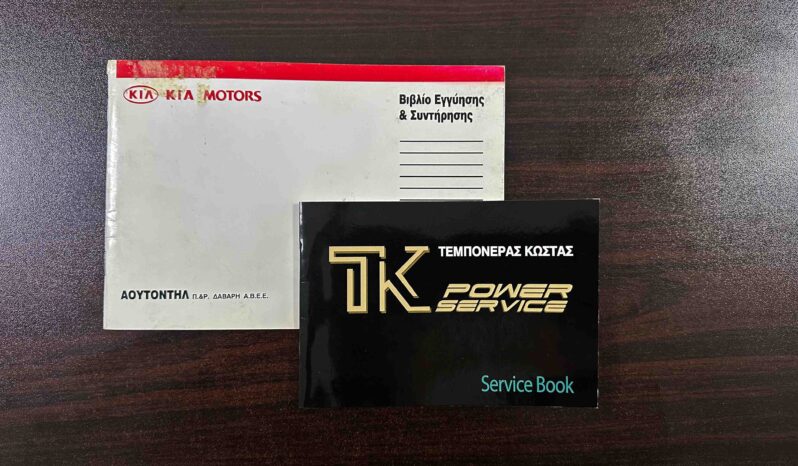 KIA KIA MOTORS
Βιβλίο Εγγύησης
& Συντήρησης
ΑΟΥΤΟΝΤΗΛ Π.&Ρ. ΔΑΒΑΡΗ Α.Β.Ε.Ε.
TK
ΤΕΜΠΟΝΕΡΑΣ ΚΩΣΤΑΣ
POWER
SERVICE
Service Book